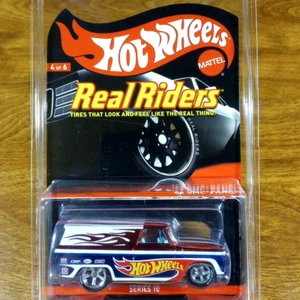 Hot Wheels
4 of 6
MATTEL
Real Riders
TIRES THAT LOOK AND FEEL LIKE THE REAL THING!
HOT WHEELS
SERIES 10